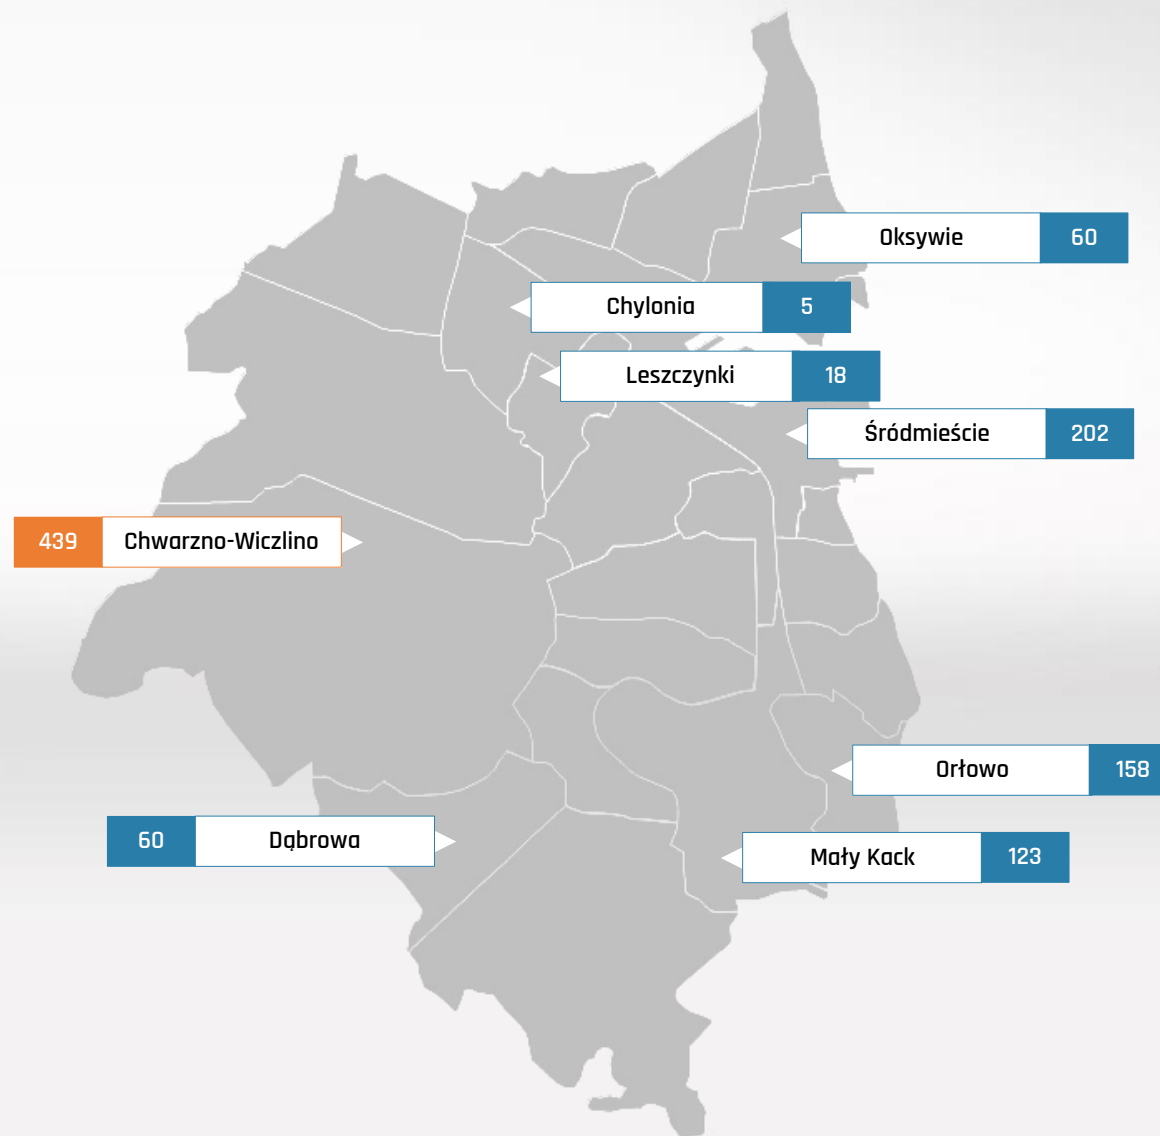 Oksywie 60
Chylonia 5
Leszczynki 18
Śródmieście 202
439 Chwarzno-Wiczlino
Orłowo 158
60 Dąbrowa
Mały Kack 123